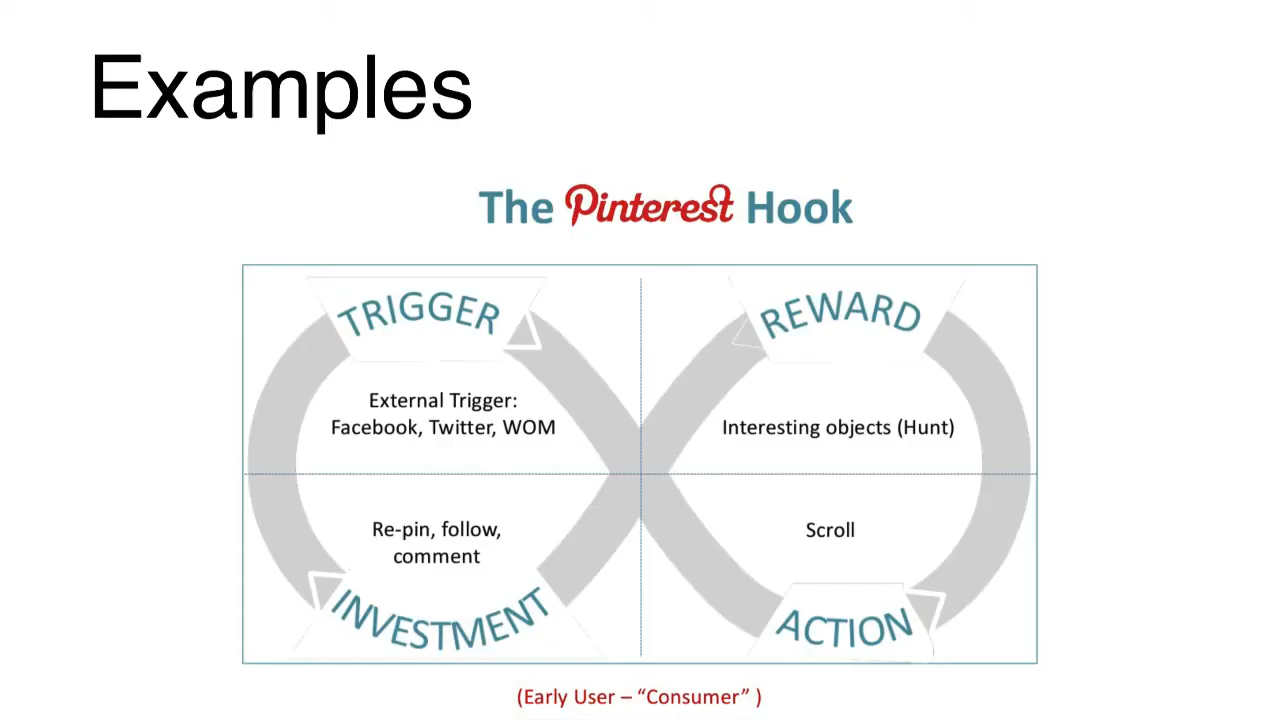 Examples
The Pinterest Hook
TRIGGER
REWARD
External Trigger:
Facebook, Twitter, WOM
Interesting objects (Hunt)
Re-pin, follow,
comment
Scroll
INVESTMENT
ACTION
(Early User – “Consumer” )